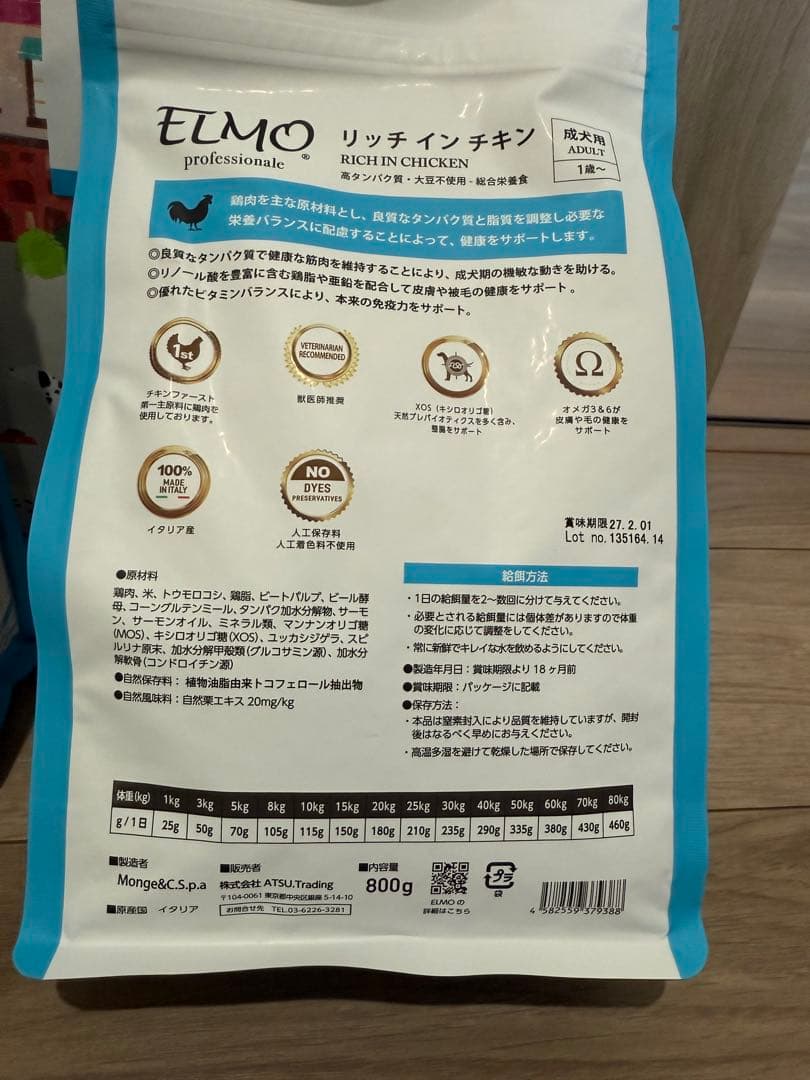 ELMO
professionale ®
リッチ イン チキン
RICH IN CHICKEN
高タンパク質・大豆不使用 - 総合栄養食
成犬用
ADULT
1歳～
鶏肉を主な原材料とし、良質なタンパク質と脂質を調整し必要な
栄養バランスに配慮することによって、健康をサポートします。
◎良質なタンパク質で健康な筋肉を維持することにより、成犬期の機敏な動きを助ける。
◎リノール酸を豊富に含む鶏脂や亜鉛を配合して皮膚や被毛の健康をサポート。
◎優れたビタミンバランスにより、本来の免疫力をサポート。
1st
チキンファースト
第一主原料に鶏肉を
使用しております。
VETERINARIAN
RECOMMENDED
獣医師推奨
XOS
XOS（キシロオリゴ糖）
天然プレバイオティクスを多く含み、
整腸をサポート
Ω
オメガ3＆6が
皮膚や毛の健康を
サポート
100%
MADE
IN ITALY
イタリア産
NO
DYES
PRESERVATIVES
人工保存料
人工着色料不使用
賞味期限27.2.01
Lot no.135164.14
●原材料
鶏肉、米、トウモロコシ、鶏脂、ビートパルプ、ビール酵
母、コーングルテンミール、タンパク加水分解物、サーモ
ン、サーモンオイル、ミネラル類、マンナンオリゴ糖
(MOS)、キシロオリゴ糖(XOS)、ユッカシジゲラ、スピ
ルリナ原末、加水分解甲殻類(グルコサミン源)、加水分
解軟骨(コンドロイチン源)
●自然保存料： 植物油脂由来トコフェロール抽出物
●自然風味料：自然栗エキス 20mg/kg
給餌方法
・1日の給餌量を2～数回に分けて与えてください。
・必要とされる給餌量には個体差がありますので体重
の変化に応じて調整をしてください。
・常に新鮮でキレイな水を飲めるようにしてください。
●製造年月日：賞味期限より18ヶ月前
●賞味期限：パッケージに記載
●保存方法：
・本品は窒素封入により品質を維持していますが、開封
後はなるべく早めにお与えください。
・高温多湿を避けて乾燥した場所で保存してください。
体重(kg) 1kg 3kg 5kg 8kg 10kg 15kg 20kg 25kg 30kg 40kg 50kg 60kg 70kg 80kg
g/1日 25g 50g 70g 105g 115g 150g 180g 210g 235g 290g 335g 380g 430g 460g
■製造者
Monge&C.S.p.a
■原産国 イタリア
■販売者
株式会社 ATSU.Trading
〒104-0061 東京都中央区銀座 5-14-10
お問合せ先 TEL.03-6226-3281
■内容量
800g
ELMO の
詳細はこちら
プラ
袋
4 582559 379388